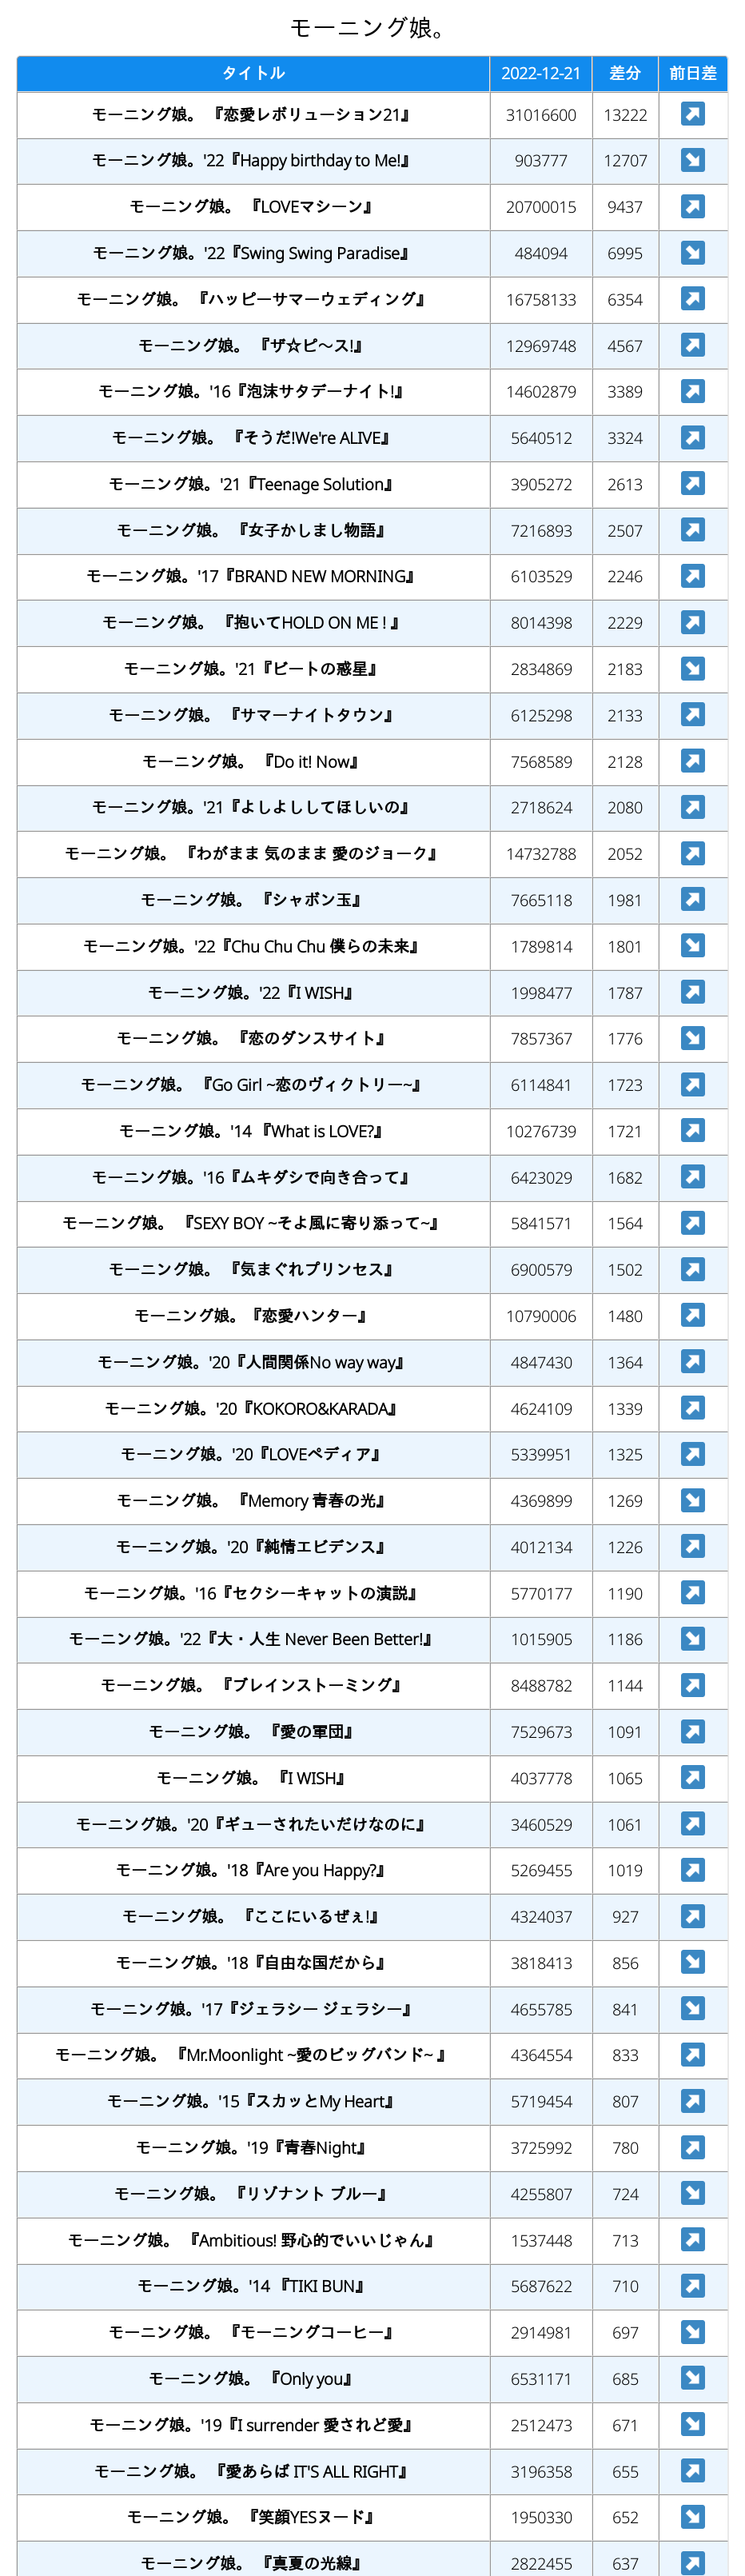 モーニング娘。
タイトル 2022-12-21 差分 前日差
モーニング娘。 『恋愛レボリューション21』 31016600 13222
モーニング娘。'22『Happy birthday to Me!』 903777 12707
モーニング娘。 『LOVEマシーン』 20700015 9437
モーニング娘。'22『Swing Swing Paradise』 484094 6995
モーニング娘。 『ハッピーサマーウェディング』 16758133 6354
モーニング娘。 『ザ☆ピ～ス!』 12969748 4567
モーニング娘。'16『泡沫サタデーナイト!』 14602879 3389
モーニング娘。 『そうだ!We're ALIVE』 5640512 3324
モーニング娘。'21『Teenage Solution』 3905272 2613
モーニング娘。 『女子かしまし物語』 7216893 2507
モーニング娘。'17『BRAND NEW MORNING』 6103529 2246
モーニング娘。 『抱いてHOLD ON ME ! 』 8014398 2229
モーニング娘。'21『ビートの惑星』 2834869 2183
モーニング娘。 『サマーナイトタウン』 6125298 2133
モーニング娘。 『Do it! Now』 7568589 2128
モーニング娘。'21『よしよししてほしいの』 2718624 2080
モーニング娘。 『わがまま 気のまま 愛のジョーク』 14732788 2052
モーニング娘。 『シャボン玉』 7665118 1981
モーニング娘。'22『Chu Chu Chu 僕らの未来』 1789814 1801
モーニング娘。'22『I WISH』 1998477 1787
モーニング娘。 『恋のダンスサイト』 7857367 1776
モーニング娘。 『Go Girl ~恋のヴィクトリー~』 6114841 1723
モーニング娘。'14 『What is LOVE?』 10276739 1721
モーニング娘。'16『ムキダシで向き合って』 6423029 1682
モーニング娘。 『SEXY BOY ~そよ風に寄り添って~』 5841571 1564
モーニング娘。 『気まぐれプリンセス』 6900579 1502
モーニング娘。『恋愛ハンター』 10790006 1480
モーニング娘。'20『人間関係No way way』 4847430 1364
モーニング娘。'20『KOKORO&KARADA』 4624109 1339
モーニング娘。'20『LOVEペディア』 5339951 1325
モーニング娘。 『Memory 青春の光』 4369899 1269
モーニング娘。'20『純情エビデンス』 4012134 1226
モーニング娘。'16『セクシーキャットの演説』 5770177 1190
モーニング娘。'22『大・人生 Never Been Better!』 1015905 1186
モーニング娘。 『ブレインストーミング』 8488782 1144
モーニング娘。 『愛の軍団』 7529673 1091
モーニング娘。 『I WISH』 4037778 1065
モーニング娘。'20『ギューされたいだけなのに』 3460529 1061
モーニング娘。'18『Are you Happy?』 5269455 1019
モーニング娘。 『ここにいるぜぇ!』 4324037 927
モーニング娘。'18『自由な国だから』 3818413 856
モーニング娘。'17『ジェラシー ジェラシー』 4655785 841
モーニング娘。 『Mr.Moonlight ~愛のビッグバンド~ 』 4364554 833
モーニング娘。'15『スカッとMy Heart』 5719454 807
モーニング娘。'19『青春Night』 3725992 780
モーニング娘。 『リゾナント ブルー』 4255807 724
モーニング娘。 『Ambitious! 野心的でいいじゃん』 1537448 713
モーニング娘。'14 『TIKI BUN』 5687622 710
モーニング娘。 『モーニングコーヒー』 2914981 697
モーニング娘。 『Only you』 6531171 685
モーニング娘。'19『I surrender 愛されど愛』 2512473 671
モーニング娘。 『愛あらば IT'S ALL RIGHT』 3196358 655
モーニング娘。 『笑顔YESヌード』 1950330 652
モーニング娘。 『真夏の光線』 2822455 637